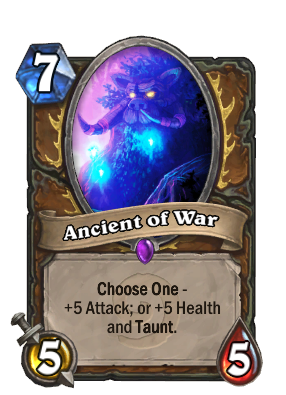 7
Ancient of War
Choose One -
+5 Attack; or +5 Health
and Taunt.
5
5